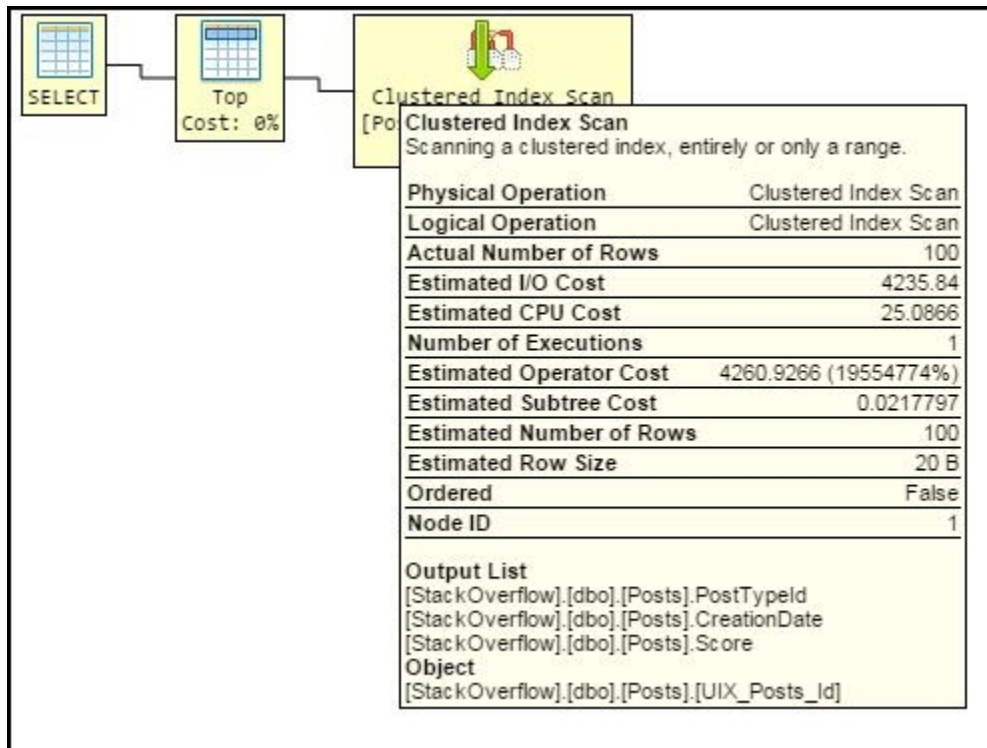 SELECT
Top
Cost: 0%
Clustered Index Scan
[Po
Clustered Index Scan
Scanning a clustered index, entirely or only a range.
Physical Operation Clustered Index Scan
Logical Operation Clustered Index Scan
Actual Number of Rows 100
Estimated I/O Cost 4235.84
Estimated CPU Cost 25.0866
Number of Executions 1
Estimated Operator Cost 4260.9266 (19554774%)
Estimated Subtree Cost 0.0217797
Estimated Number of Rows 100
Estimated Row Size 20 B
Ordered False
Node ID 1
Output List
[StackOverflow].[dbo].[Posts].PostTypeId
[StackOverflow].[dbo].[Posts].CreationDate
[StackOverflow].[dbo].[Posts].Score
Object
[StackOverflow].[dbo].[Posts].[UIX_Posts_Id]